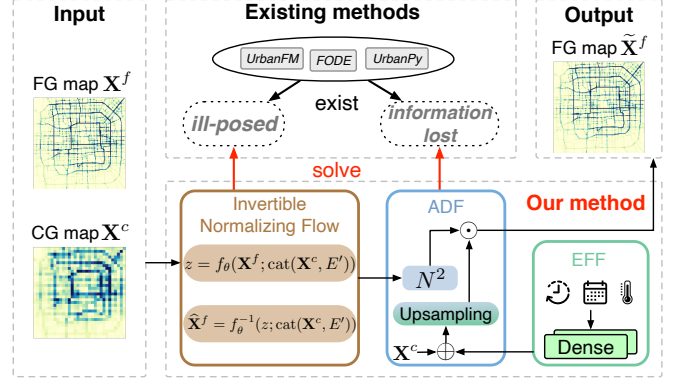 Input
FG map X^f
CG map X^c
Existing methods
UrbanFM
FODE
UrbanPy
exist
ill-posed
information
lost
solve
Our method
Invertible
Normalizing Flow
z = f_θ(X^f; cat(X^c, E′))
X̂^f = f_θ^{-1}(z; cat(X^c, E′))
ADF
N^2
Upsampling
X^c
EFF
Dense
Output
FG map X̃^f